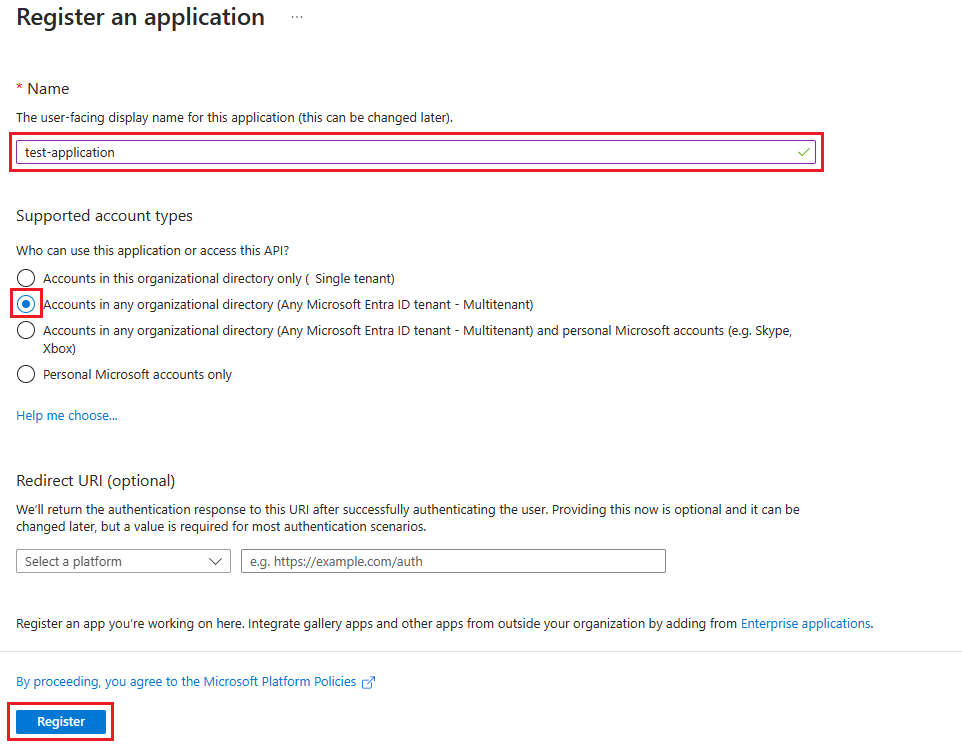 Register an application ...
* Name
The user-facing display name for this application (this can be changed later).
test-application
Supported account types
Who can use this application or access this API?
Accounts in this organizational directory only ( Single tenant)
Accounts in any organizational directory (Any Microsoft Entra ID tenant - Multitenant)
Accounts in any organizational directory (Any Microsoft Entra ID tenant - Multitenant) and personal Microsoft accounts (e.g. Skype,
Xbox)
Personal Microsoft accounts only
Help me choose...
Redirect URI (optional)
We'll return the authentication response to this URI after successfully authenticating the user. Providing this now is optional and it can be
changed later, but a value is required for most authentication scenarios.
Select a platform e.g. https://example.com/auth
Register an app you're working on here. Integrate gallery apps and other apps from outside your organization by adding from Enterprise applications.
By proceeding, you agree to the Microsoft Platform Policies
Register